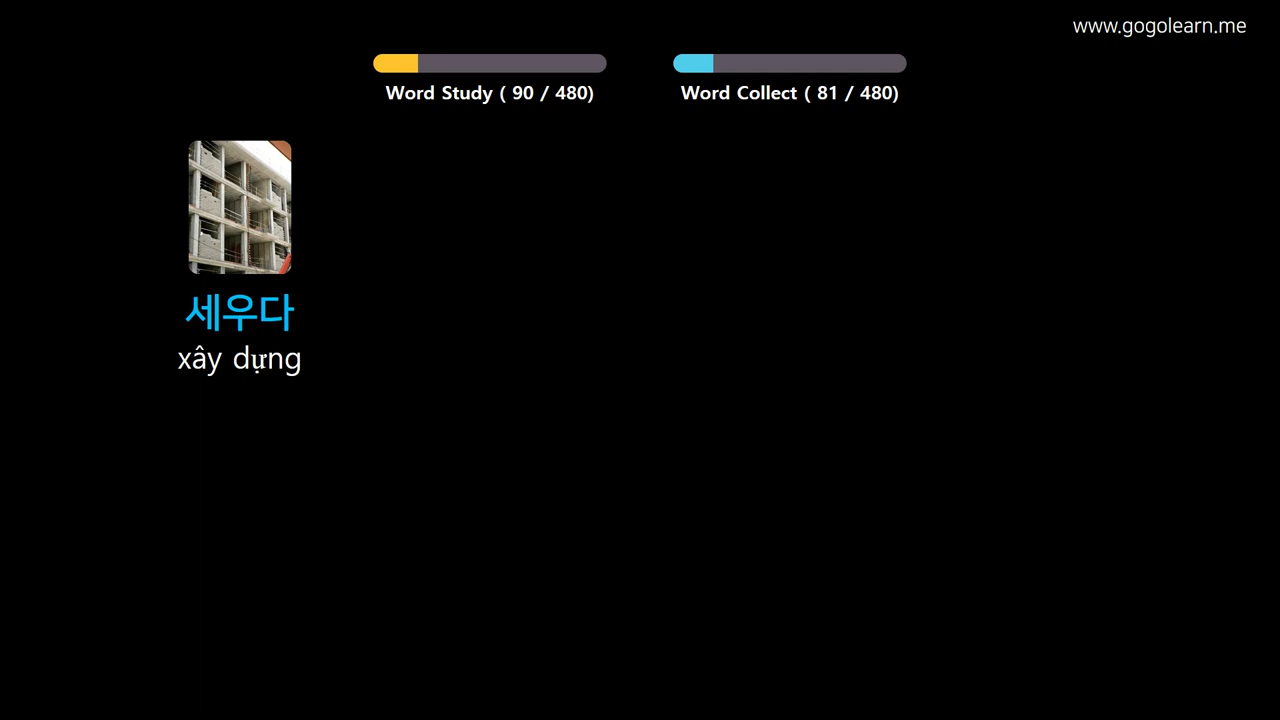 www.gogolearn.me
Word Study ( 90 / 480)
Word Collect ( 81 / 480)
세우다
xây dựng